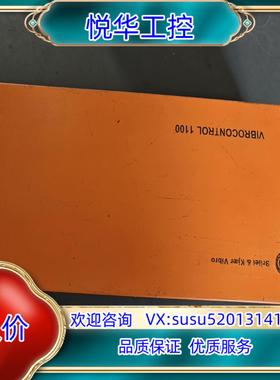 悦华工控
VIBROCONTROL 1100
Brüel & Kjær Vibro
价
欢迎咨询 VX:susu52013141
品质保证 优质服务